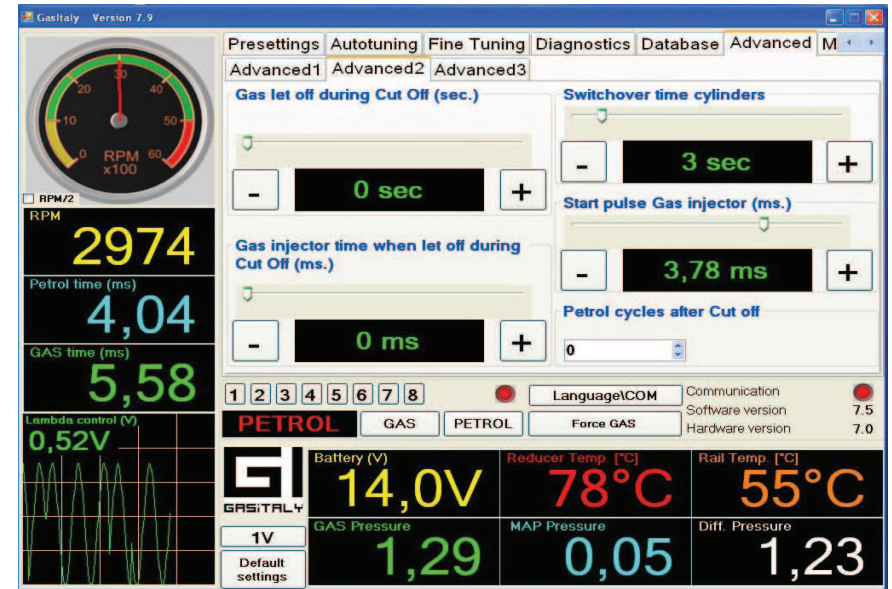 GasItaly Version 7.9
Presettings Autotuning Fine Tuning Diagnostics Database Advanced M
Advanced1 Advanced2 Advanced3
0 10 20 30 40 50 60
RPM
x100
RPM/2
RPM
2974
Petrol time (ms)
4,04
GAS time (ms)
5,58
Lambda control (V)
0,52V
Gas let off during Cut Off (sec.)
- 0 sec +
Gas injector time when let off during
Cut Off (ms.)
- 0 ms +
Switchover time cylinders
- 3 sec +
Start pulse Gas injector (ms.)
- 3,78 ms +
Petrol cycles after Cut off
0
1 2 3 4 5 6 7 8
Language\COM
PETROL GAS PETROL Force GAS
Communication
Software version 7.5
Hardware version 7.0
GI
GASITALY
1V
Default
settings
Battery (V)
14,0V
Reducer Temp. [°C]
78°C
Rail Temp. [°C]
55°C
GAS Pressure
1,29
MAP Pressure
0,05
Diff. Pressure
1,23